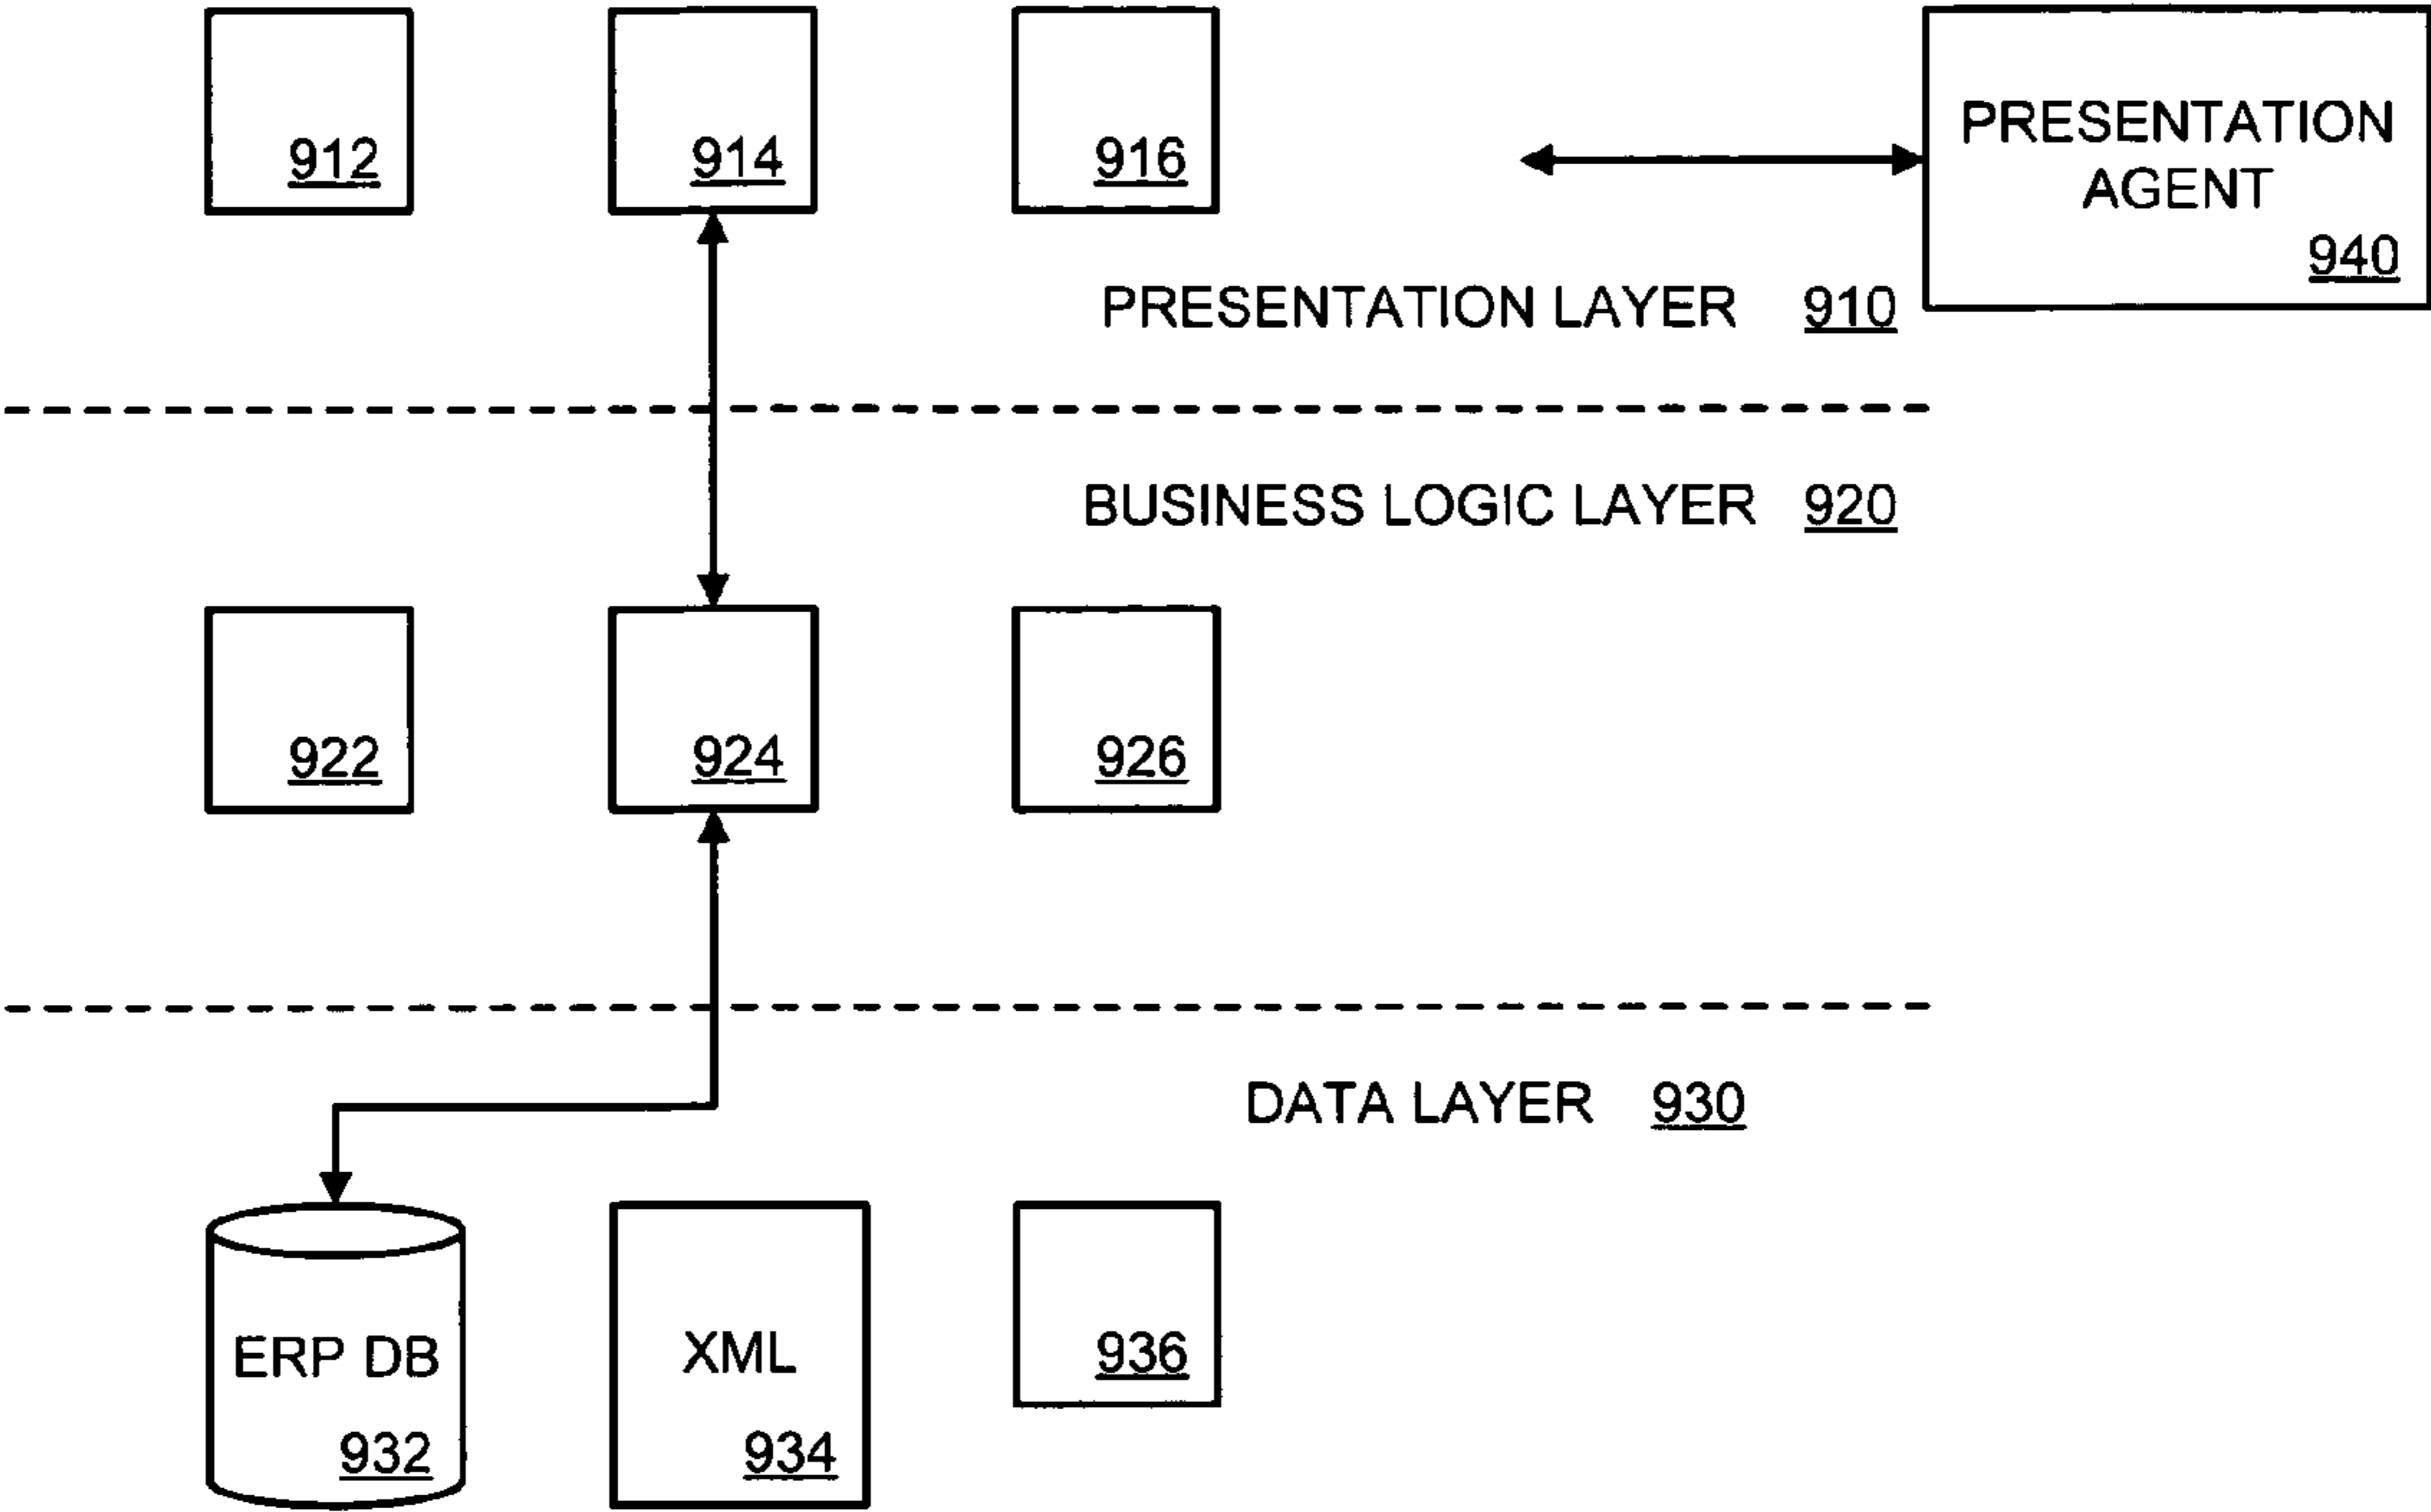 912
914
916
PRESENTATION
AGENT
940
PRESENTATION LAYER 910
BUSINESS LOGIC LAYER 920
922
924
926
DATA LAYER 930
ERP DB
932
XML
934
936